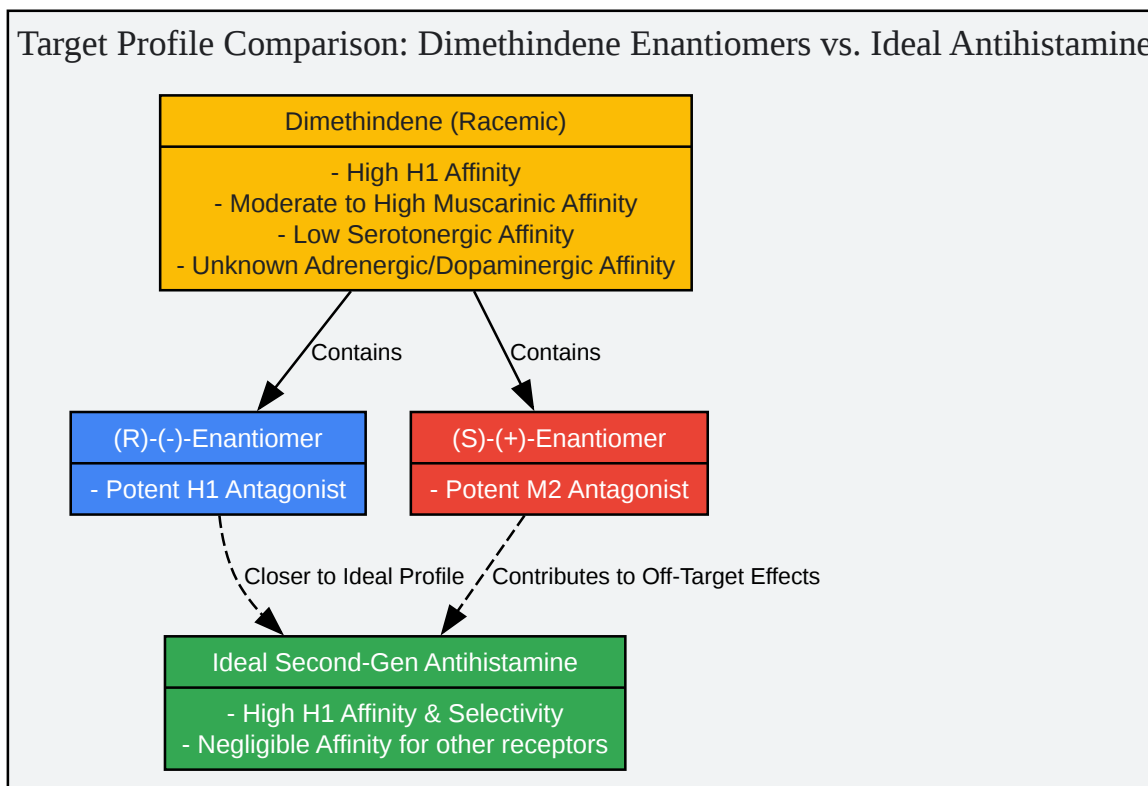 Target Profile Comparison: Dimethindene Enantiomers vs. Ideal Antihistamine
Dimethindene (Racemic)
- High H1 Affinity
- Moderate to High Muscarinic Affinity
- Low Serotonergic Affinity
- Unknown Adrenergic/Dopaminergic Affinity
Contains
Contains
(R)-(-)-Enantiomer
- Potent H1 Antagonist
(S)-(+)-Enantiomer
- Potent M2 Antagonist
Closer to Ideal Profile
Contributes to Off-Target Effects
Ideal Second-Gen Antihistamine
- High H1 Affinity & Selectivity
- Negligible Affinity for other receptors